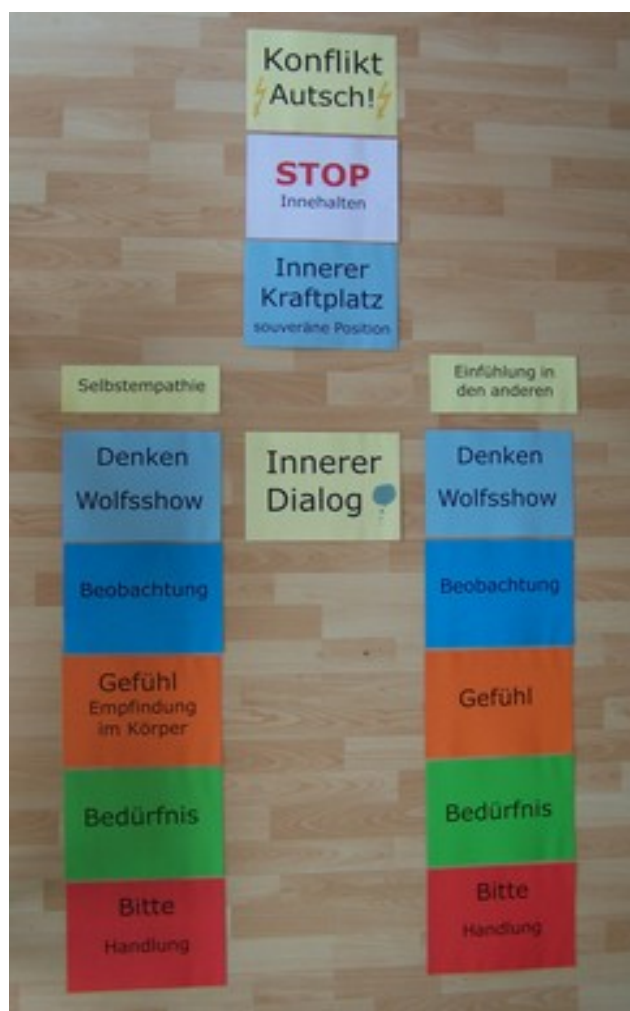 Konflikt
Autsch!
STOP
Innehalten
Innerer
Kraftplatz
souveräne Position
Selbstempathie
Denken
Wolfsshow
Beobachtung
Gefühl
Empfindung
im Körper
Bedürfnis
Bitte
Handlung
Innerer
Dialog
Einfühlung in
den anderen
Denken
Wolfsshow
Beobachtung
Gefühl
Bedürfnis
Bitte
Handlung